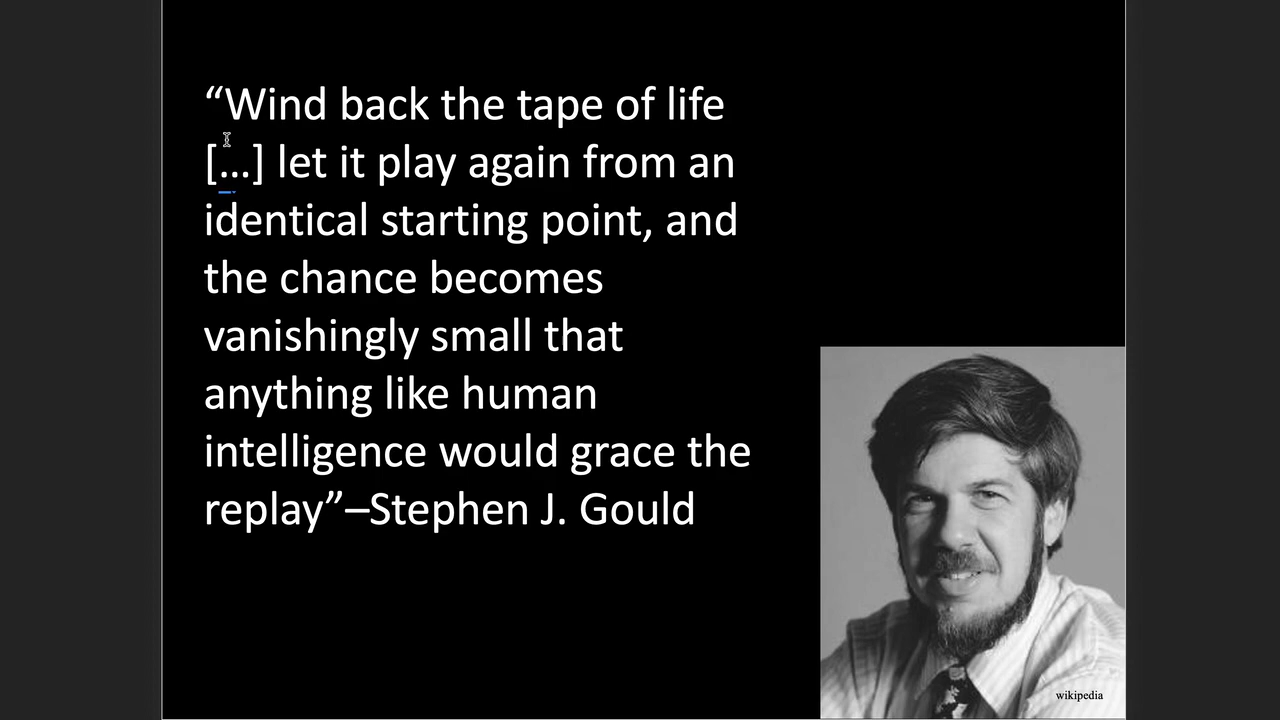 “Wind back the tape of life
[…] let it play again from an
identical starting point, and
the chance becomes
vanishingly small that
anything like human
intelligence would grace the
replay”–Stephen J. Gould
wikipedia